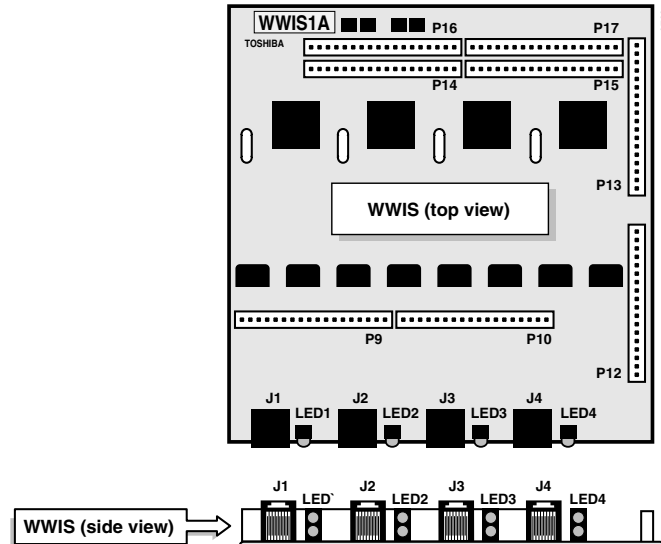 WWIS1A
P16
P17
TOSHIBA
P14
P15
P13
WWIS (top view)
P9
P10
P12
J1
J2
J3
J4
LED1
LED2
LED3
LED4
J1
J2
J3
J4
LED`
LED2
LED3
LED4
WWIS (side view)